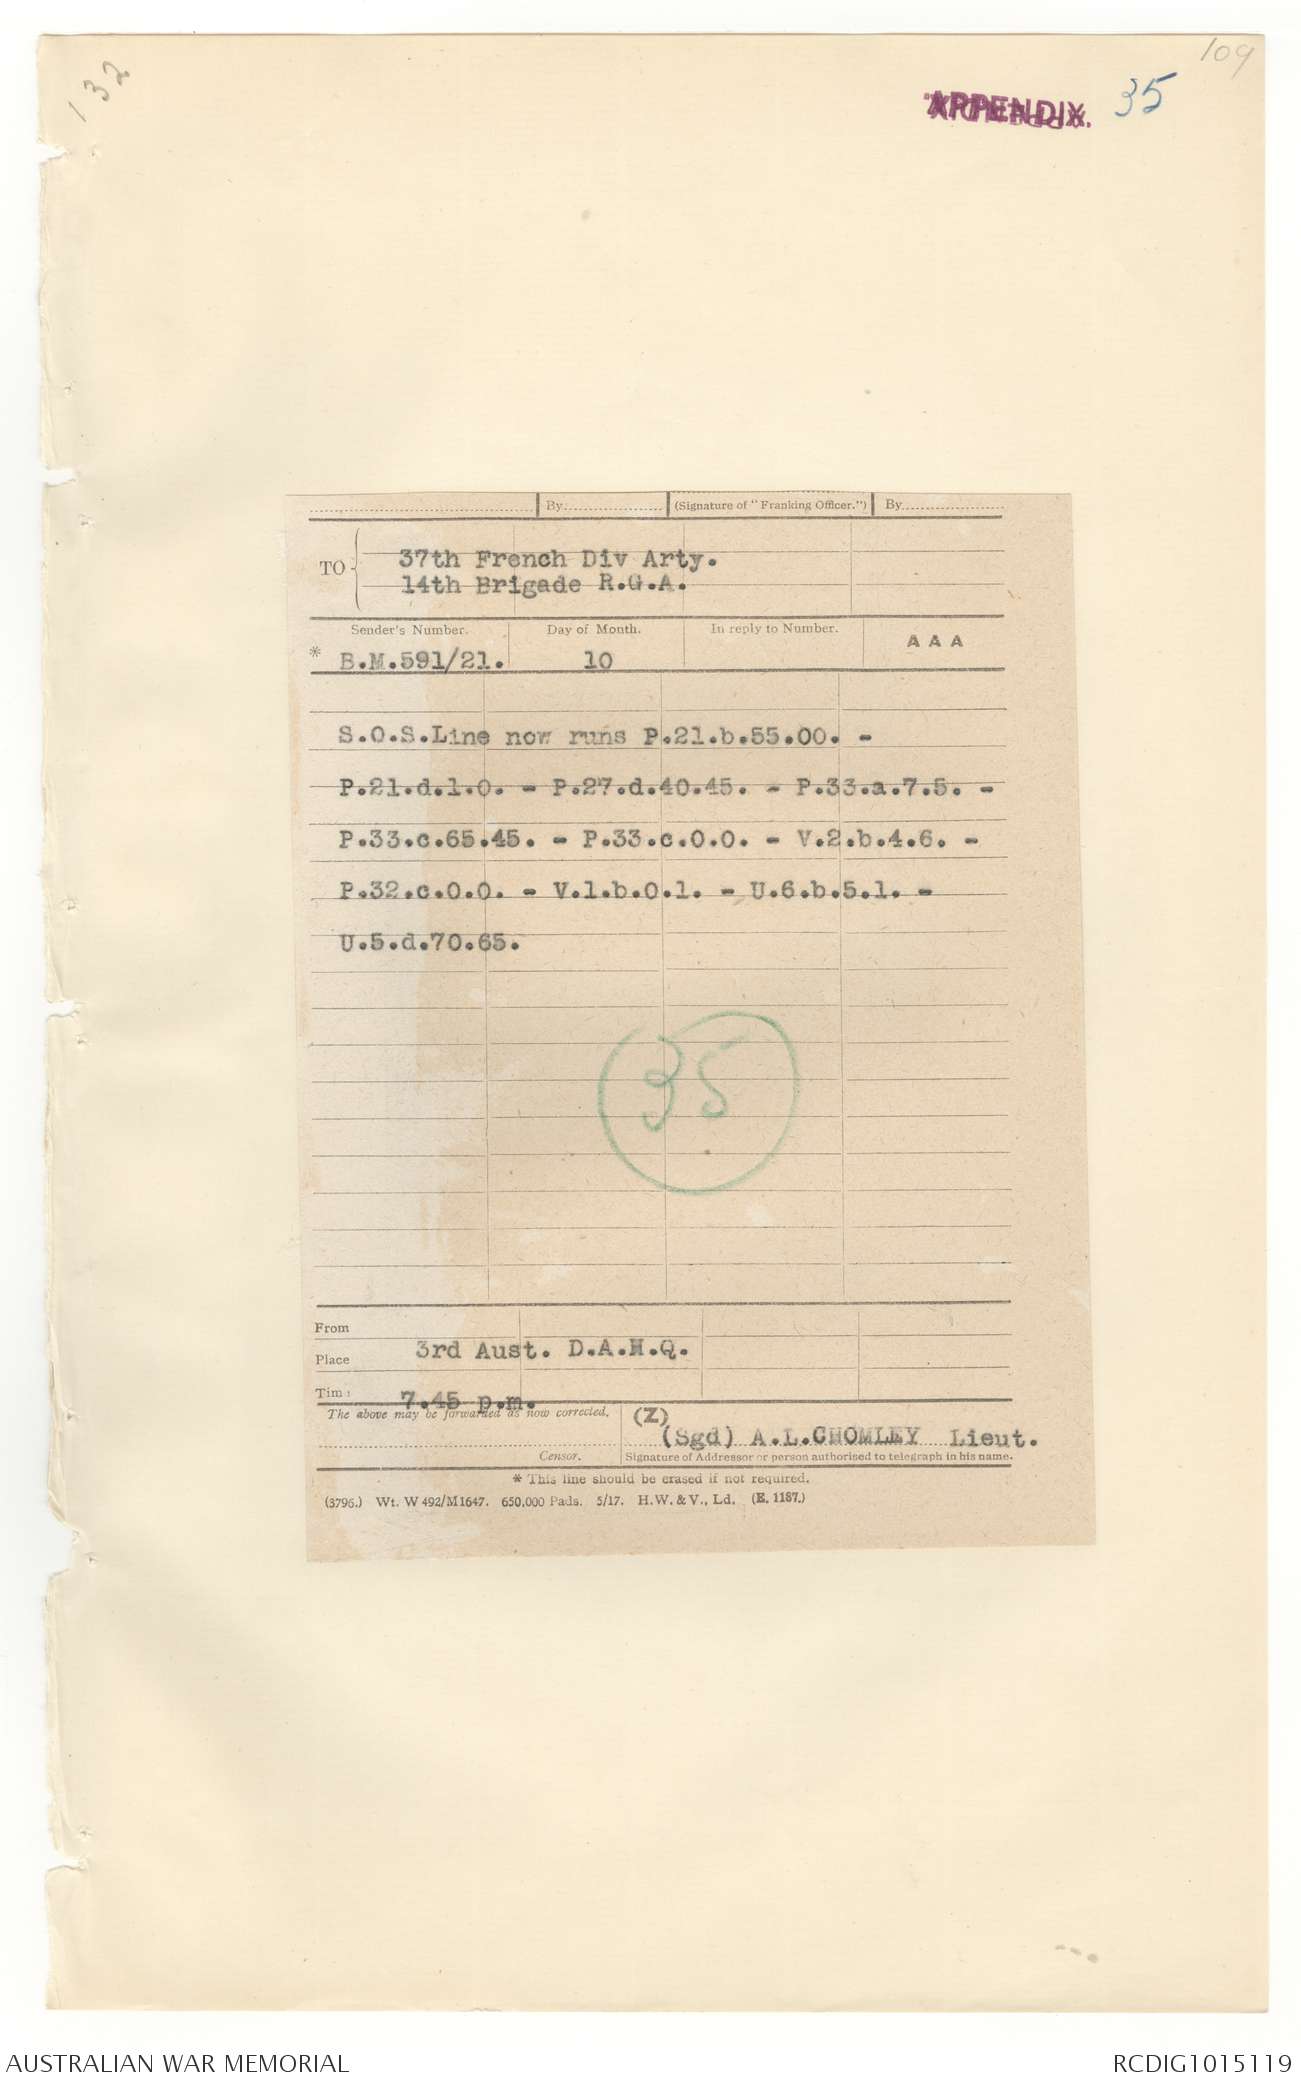 132
109
APPENDIX. 35
By
(Signature of "Franking Officer.")
By
TO
37th French Div Arty.
14th Brigade R.G.A.
Sender's Number.
Day of Month.
In reply to Number.
A A A
* B.M.591/21.
10
S.O.S.Line now runs P.21.b.55.00. -
P.21.d.1.0. - P.27.d.40.45. - P.33.a.7.5. -
P.33.c.65.45. - P.33.c.0.0. - V.2.b.4.6. -
P.32.c.0.0. - V.1.b.0.1. - U.6.b.5.1. -
U.5.d.70.65.
35
From
Place
3rd Aust. D.A.H.Q.
Time
7.45 p.m.
The above may be forwarded as now corrected.
(Z)
(Sgd) A.L.CHOMLEY Lieut.
Censor.
Signature of Addressor or person authorised to telegraph in his name.
* This line should be erased if not required.
(3796.) Wt. W492/M1647. 650,000 Pads. 5/17. H.W.&V., Ld. (E. 1187.)
AUSTRALIAN WAR MEMORIAL
RCDIG1015119